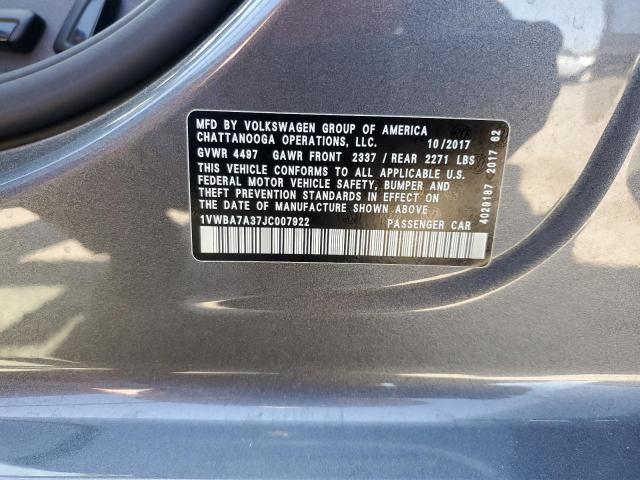 MFD BY VOLKSWAGEN GROUP OF AMERICA
CHATTANOOGA OPERATIONS, LLC. 10/2017
GVWR 4497 GAWR FRONT 2337 / REAR 2271 LBS
THIS VEHICLE CONFORMS TO ALL APPLICABLE U.S.
FEDERAL MOTOR VEHICLE SAFETY, BUMPER AND
THEFT PREVENTION STANDARDS IN EFFECT ON
THE DATE OF MANUFACTURE SHOWN ABOVE.
1VWBA7A37JC007922 PASSENGER CAR
4029187 2017 62